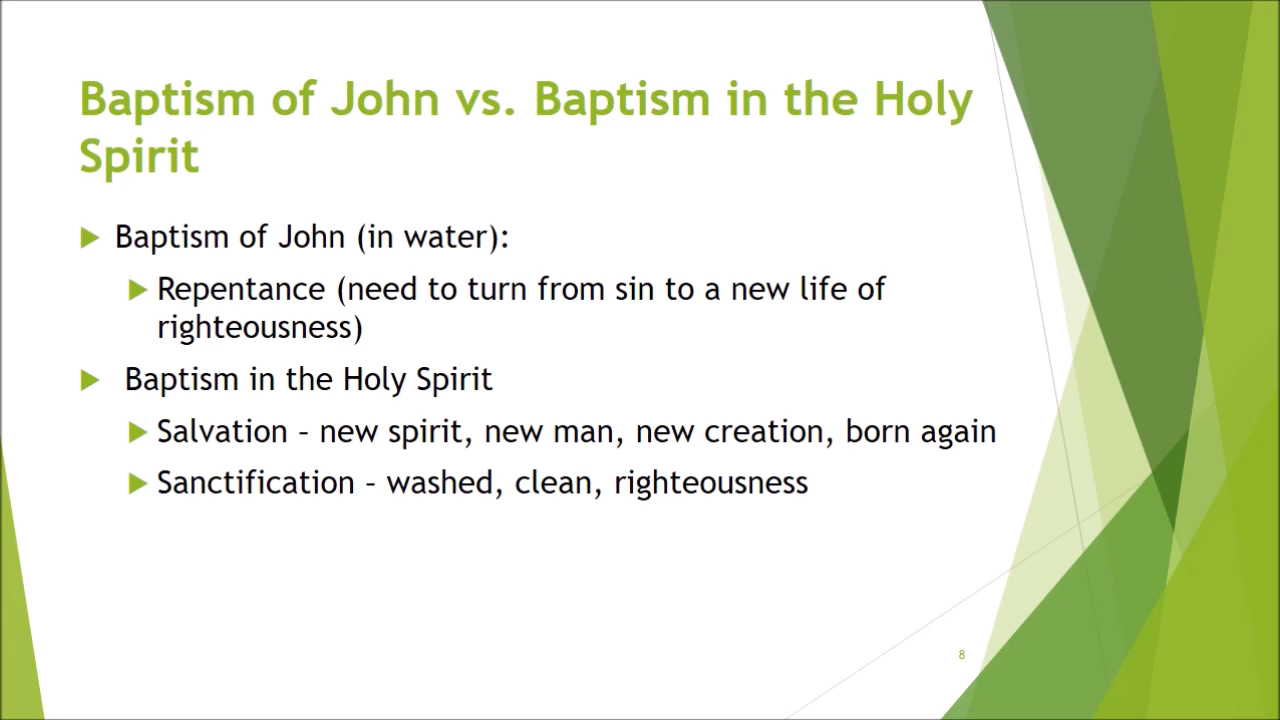 Baptism of John vs. Baptism in the Holy
Spirit
Baptism of John (in water):
Repentance (need to turn from sin to a new life of
righteousness)
Baptism in the Holy Spirit
Salvation – new spirit, new man, new creation, born again
Sanctification – washed, clean, righteousness
8